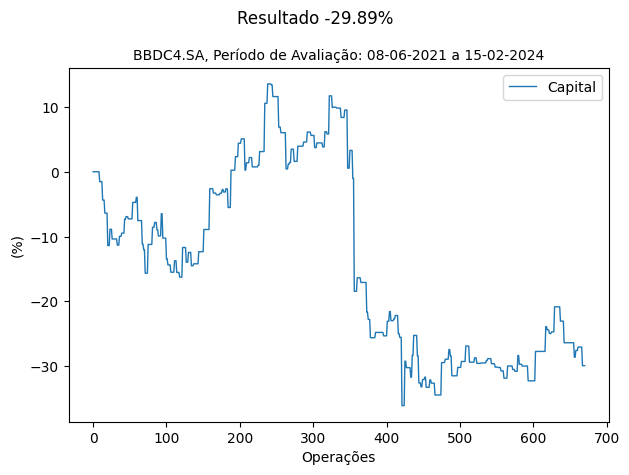 Resultado -29.89%
BBDC4.SA, Período de Avaliação: 08-06-2021 a 15-02-2024
Capital
10
0
−10
−20
−30
(%)
0 100 200 300 400 500 600 700
Operações